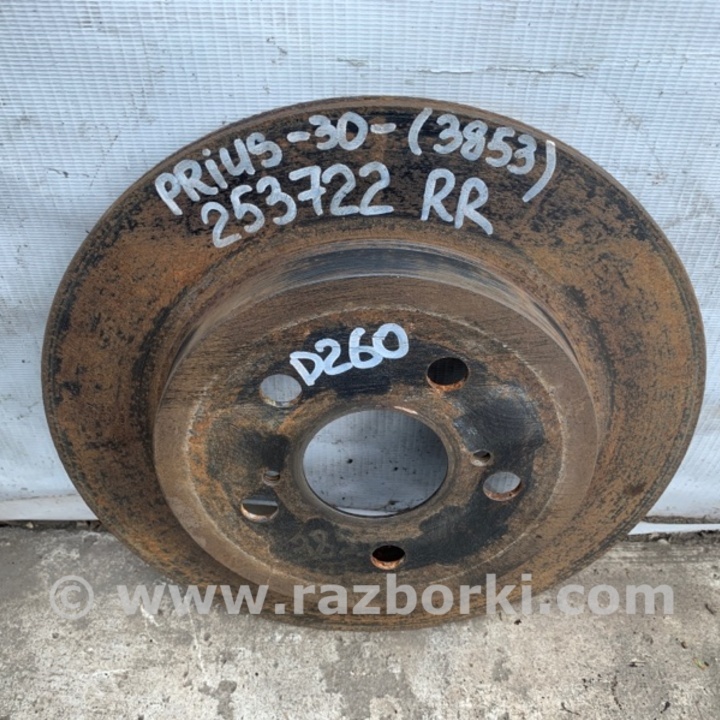 PRiUS -30- (3853)
253722 RR
D260
© www.razborki.com